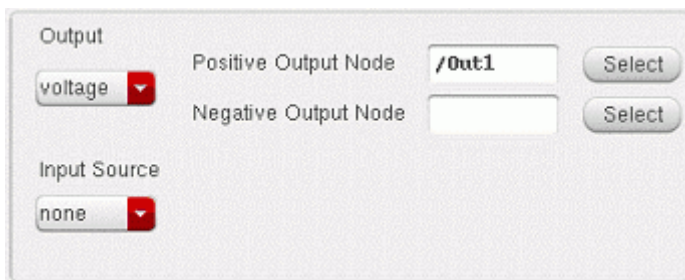 Output
voltage
Positive Output Node /Out1 Select
Negative Output Node Select
Input Source
none